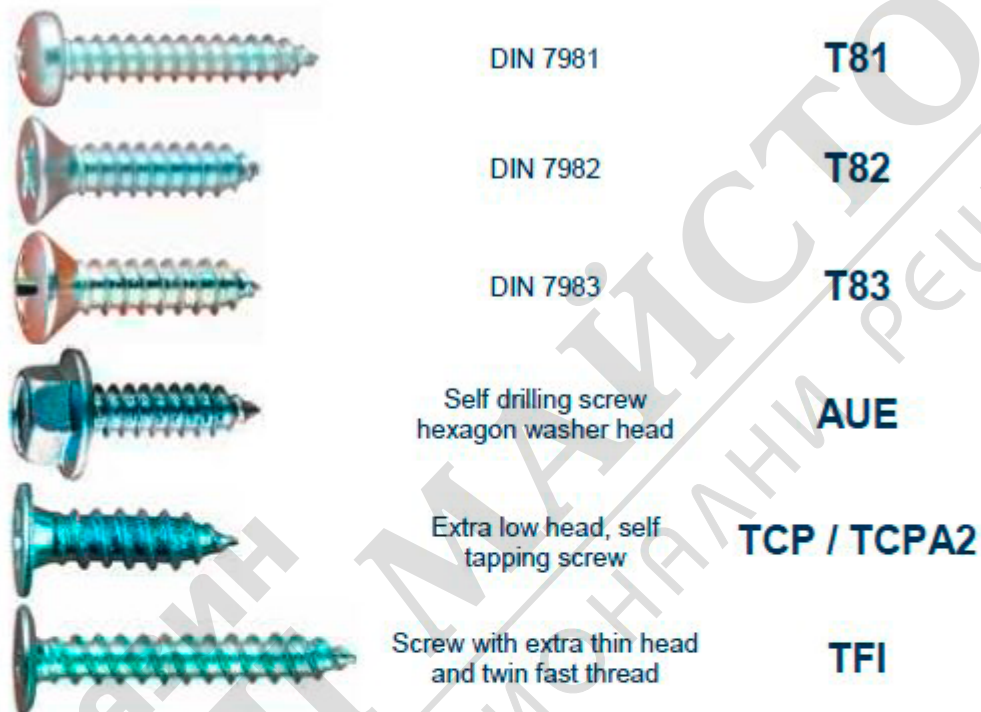 DIN 7981 T81
DIN 7982 T82
DIN 7983 T83
Self drilling screw
hexagon washer head
AUE
Extra low head, self
tapping screw
TCP / TCPA2
Screw with extra thin head
and twin fast thread
TFI
МАЙСТО